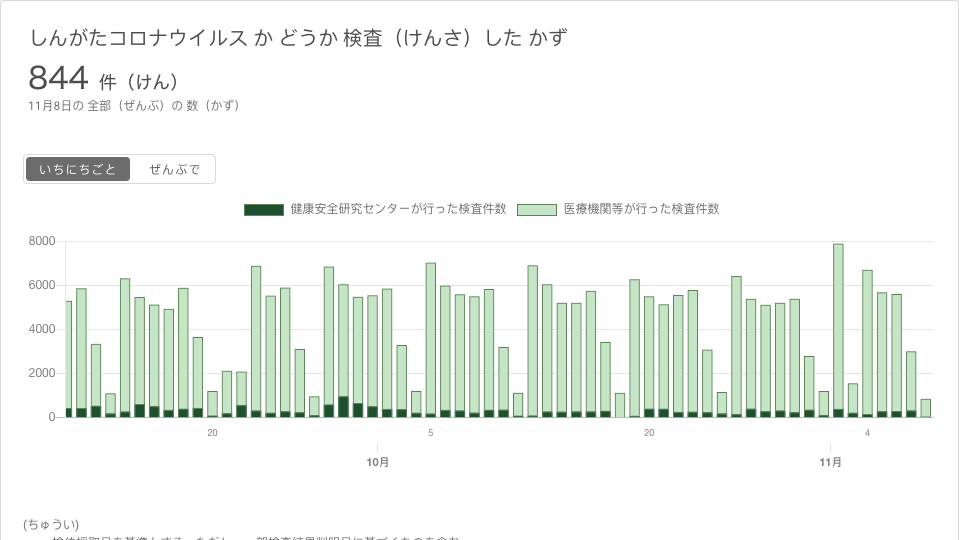 しんがたコロナウイルス か どうか 検査（けんさ）した かず
844 件（けん）
11月8日の 全部（ぜんぶ）の 数（かず）
いちにちごと ぜんぶで
健康安全研究センターが行った検査件数 医療機関等が行った検査件数
8000
6000
4000
2000
0
20 5 20 4
10月 11月
(ちゅうい)